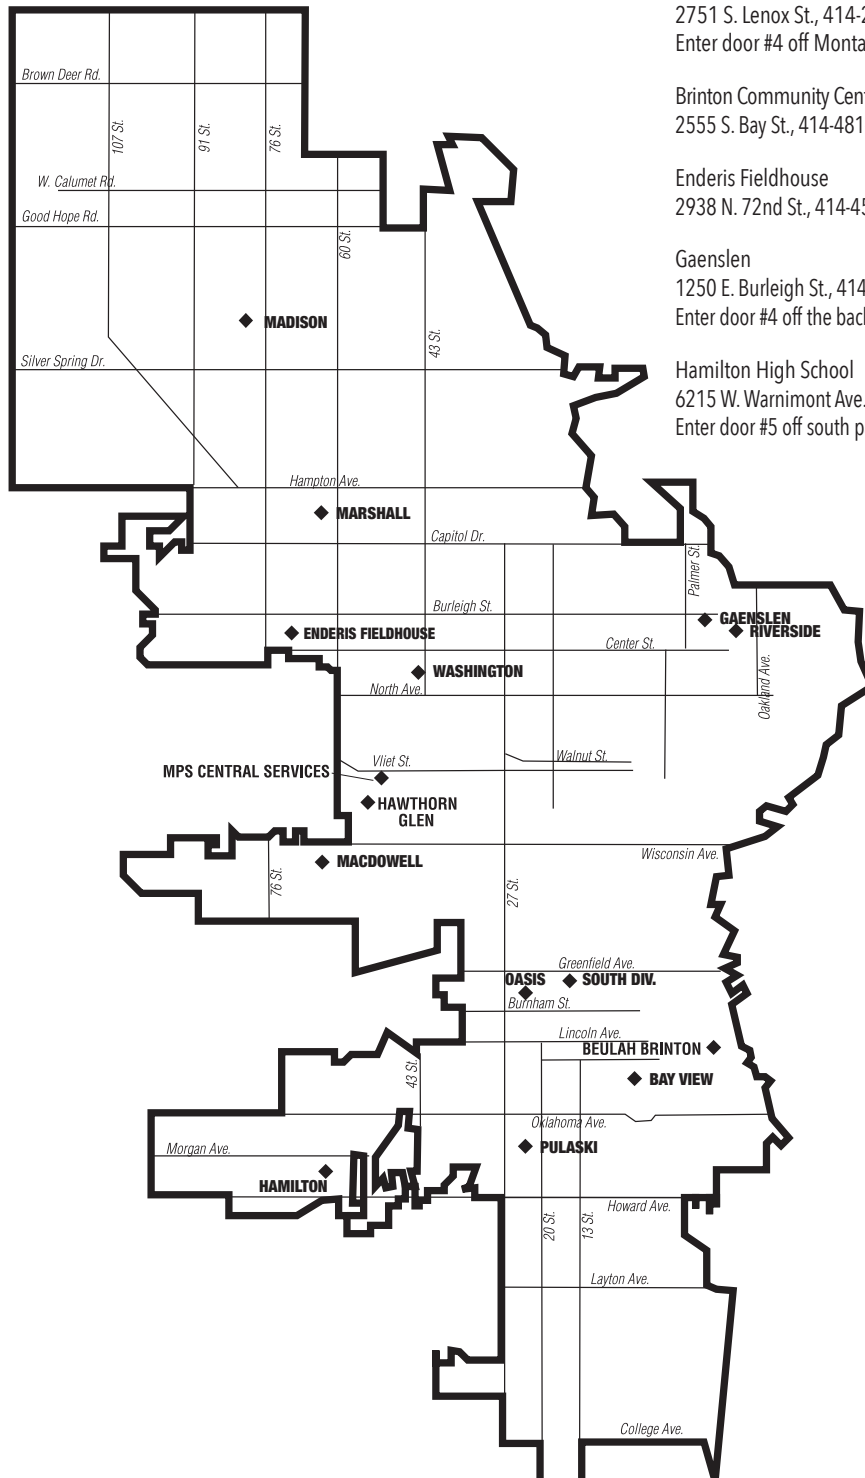 2751 S. Lenox St., 414-2
Enter door #4 off Monta
Brinton Community Cen
2555 S. Bay St., 414-481
Enderis Fieldhouse
2938 N. 72nd St., 414-45
Gaenslen
1250 E. Burleigh St., 414
Enter door #4 off the bac
Hamilton High School
6215 W. Warnimont Ave.
Enter door #5 off south p
Brown Deer Rd.
107 St.
91 St.
76 St.
W. Calumet Rd.
Good Hope Rd.
60 St.
43 St.
MADISON
Silver Spring Dr.
Hampton Ave.
MARSHALL
Capitol Dr.
Palmer St.
Burleigh St.
GAENSLEN
RIVERSIDE
ENDERIS FIELDHOUSE
Center St.
WASHINGTON
North Ave.
Oakland Ave.
Walnut St.
Vliet St.
MPS CENTRAL SERVICES
HAWTHORN
GLEN
Wisconsin Ave.
MACDOWELL
76 St.
27 St.
Greenfield Ave.
OASIS
SOUTH DIV.
Burnham St.
Lincoln Ave.
BEULAH BRINTON
43 St.
BAY VIEW
Oklahoma Ave.
Morgan Ave.
PULASKI
HAMILTON
Howard Ave.
20 St.
13 St.
Layton Ave.
College Ave.